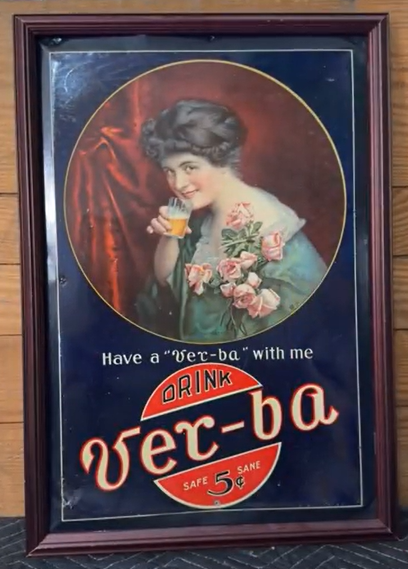 Have a "Ver-ba" with me
DRINK
Ver-ba
SAFE 5¢ SANE